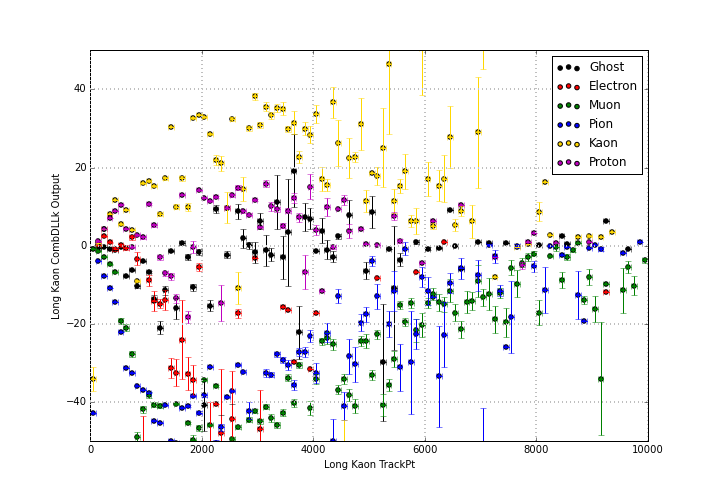 40
20
0
−20
−40
0
2000
4000
6000
8000
10000
Long Kaon TrackPt
Long Kaon CombDLLk Output
Ghost
Electron
Muon
Pion
Kaon
Proton